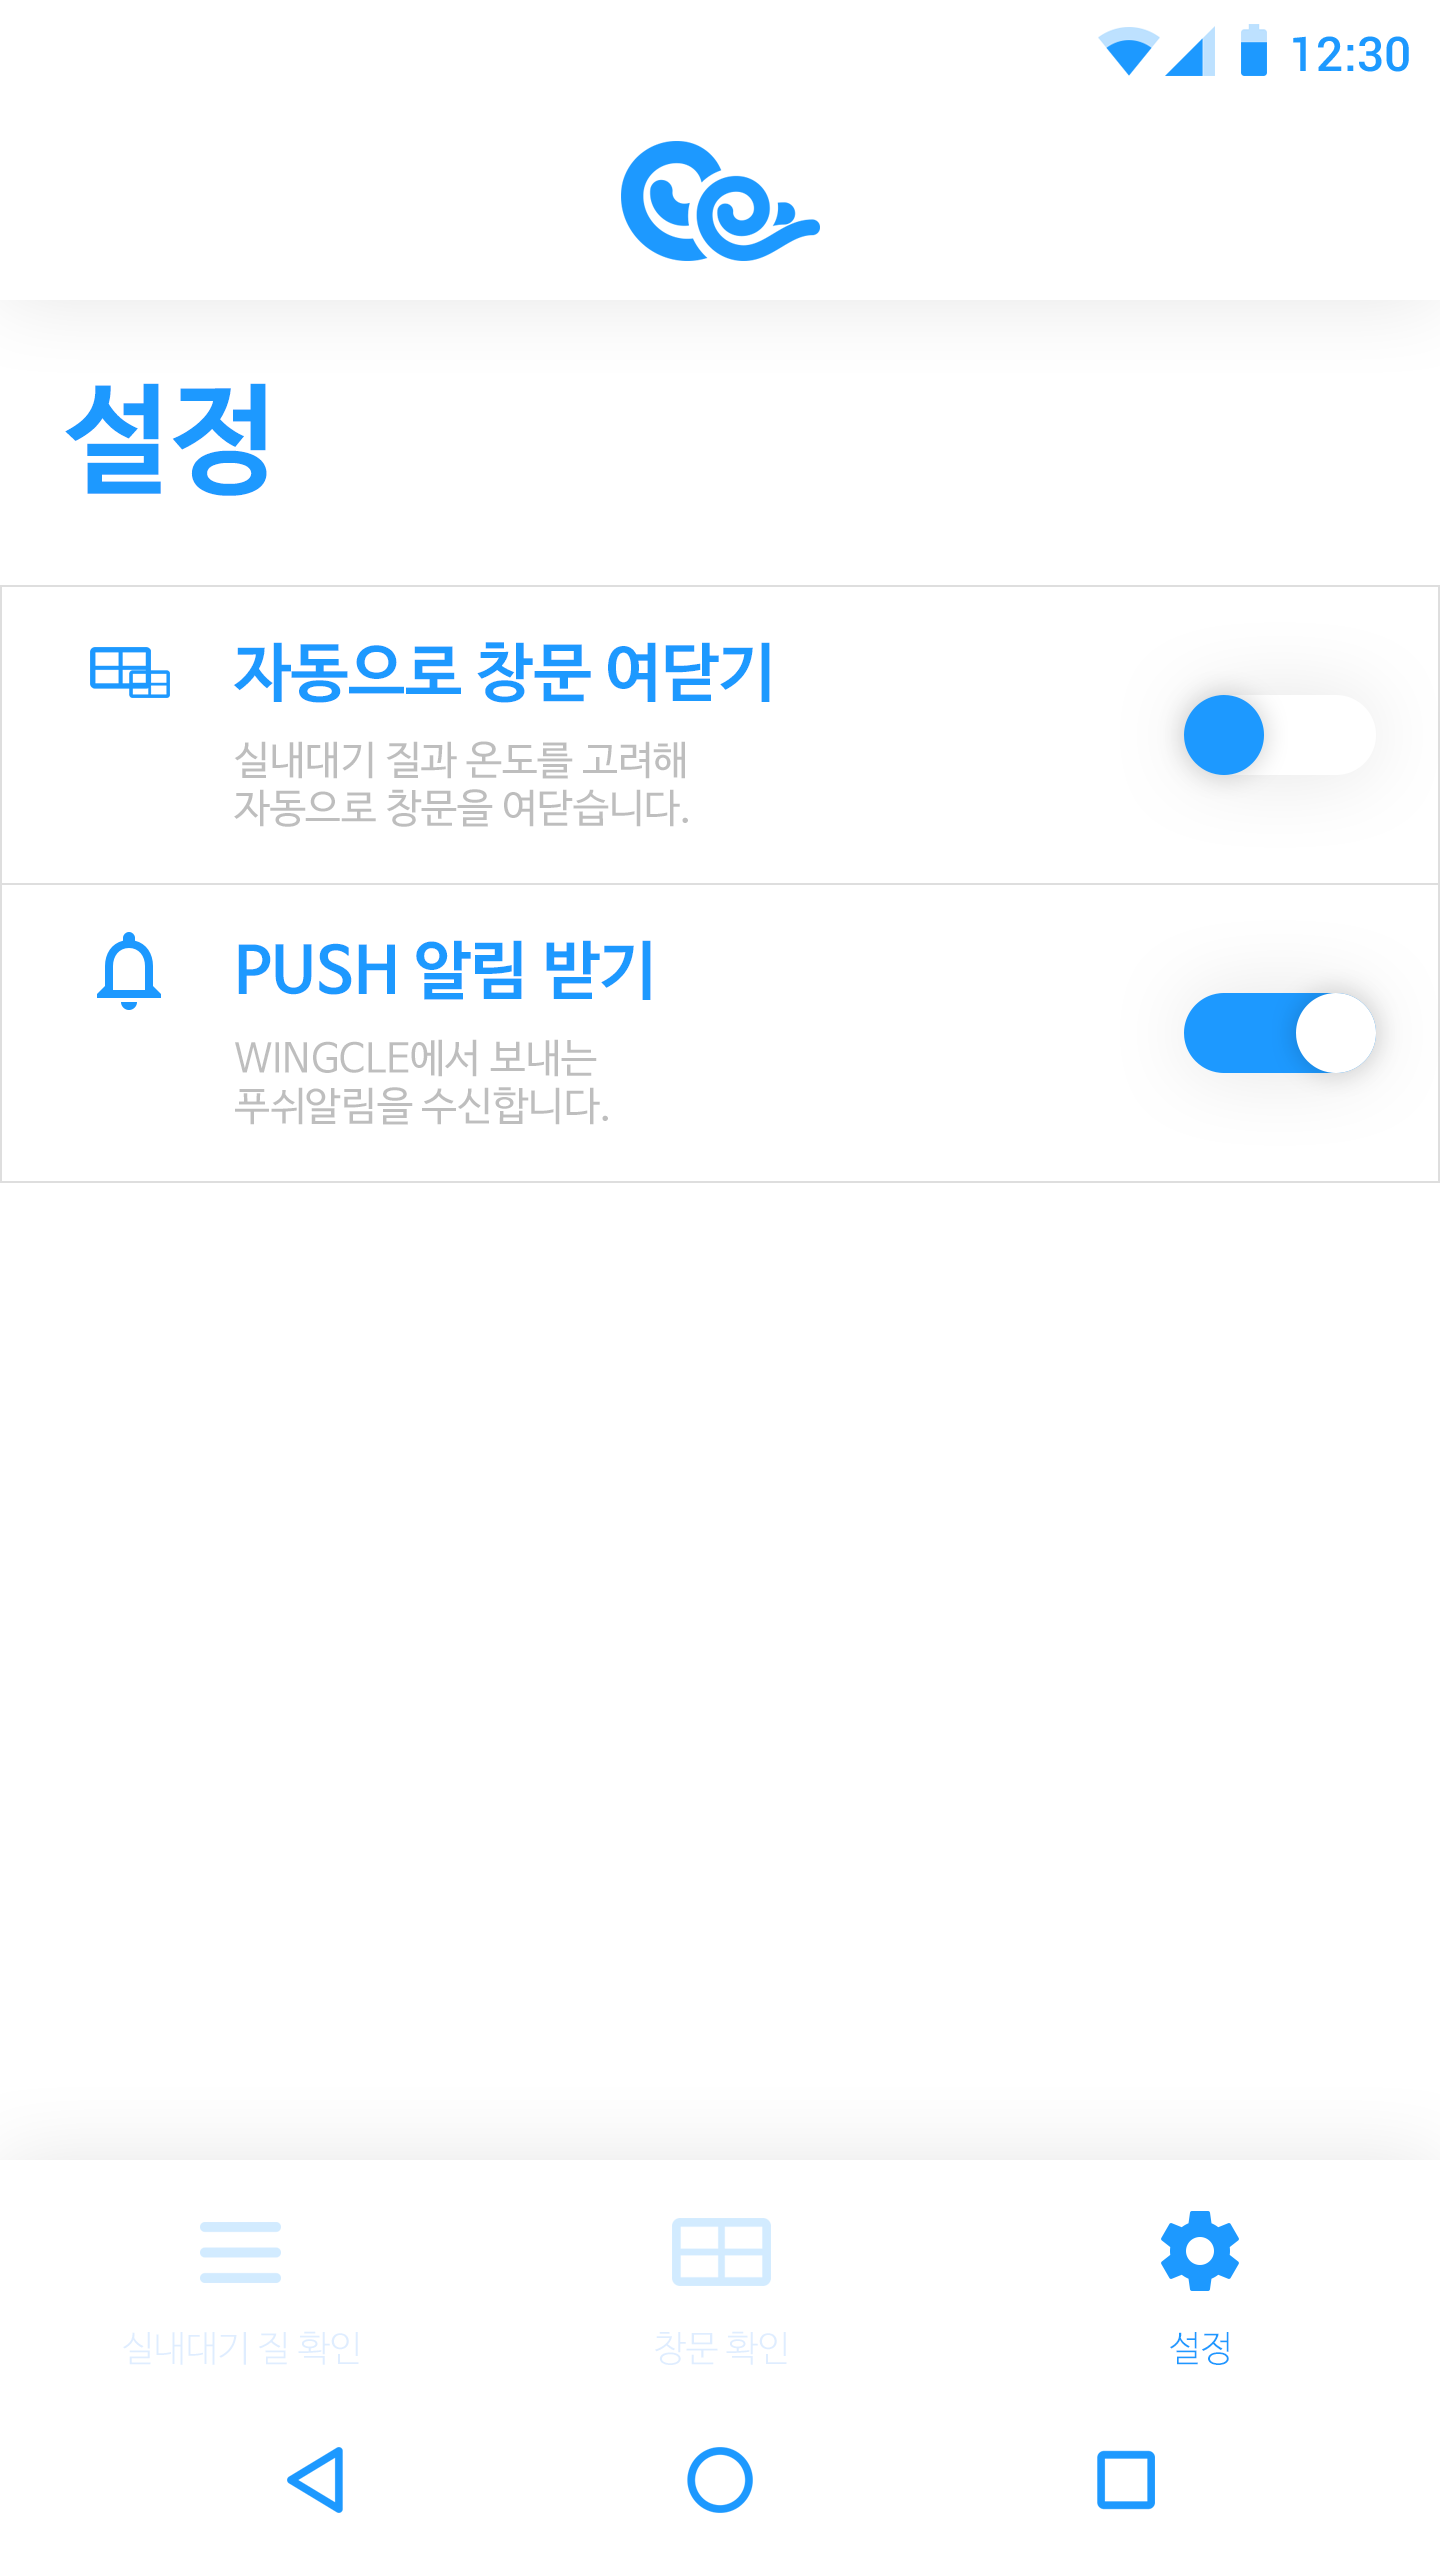 12:30
설정
자동으로 창문 여닫기
실내대기 질과 온도를 고려해
자동으로 창문을 여닫습니다.
PUSH 알림 받기
WINGCLE에서 보내는
푸쉬알림을 수신합니다.
실내대기 질 확인
창문 확인
설정